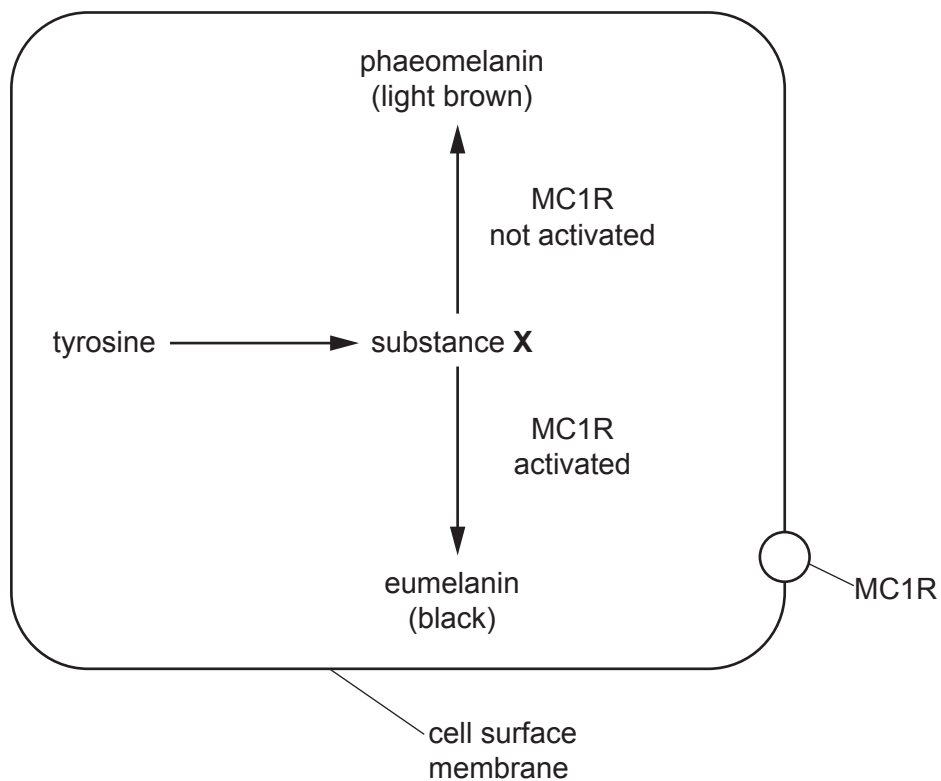 phaeomelanin
(light brown)
MC1R
not activated
tyrosine
substance X
MC1R
activated
eumelanin
(black)
MC1R
cell surface
membrane